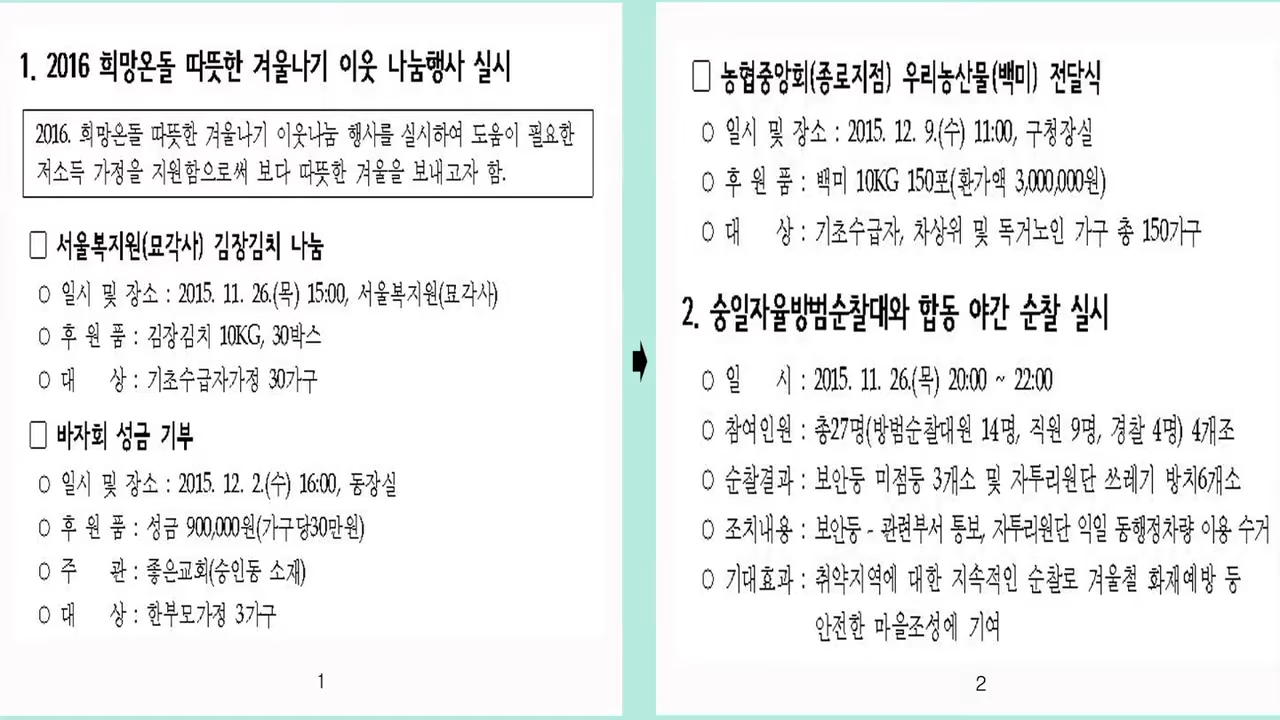 1. 2016 희망온돌 따뜻한 겨울나기 이웃 나눔행사 실시
2016. 희망온돌 따뜻한 겨울나기 이웃나눔 행사를 실시하여 도움이 필요한
저소득 가정을 지원함으로써 보다 따뜻한 겨울을 보내고자 함.
□ 서울복지원(묘각사) 김장김치 나눔
○ 일시 및 장소 : 2015. 11. 26.(목) 15:00, 서울복지원(묘각사)
○ 후 원 품 : 김장김치 10KG, 30박스
○ 대 상 : 기초수급자가정 30가구
□ 바자회 성금 기부
○ 일시 및 장소 : 2015. 12. 2.(수) 16:00, 동장실
○ 후 원 품 : 성금 900,000원(가구당30만원)
○ 주 관 : 좋은교회(숭인동 소재)
○ 대 상 : 한부모가정 3가구
1
□ 농협중앙회(종로지점) 우리농산물(백미) 전달식
○ 일시 및 장소 : 2015. 12. 9.(수) 11:00, 구청장실
○ 후 원 품 : 백미 10KG 150포(환가액 3,000,000원)
○ 대 상 : 기초수급자, 차상위 및 독거노인 가구 총 150가구
2. 숭일자율방범순찰대와 합동 야간 순찰 실시
○ 일 시 : 2015. 11. 26.(목) 20:00 ~ 22:00
○ 참여인원 : 총27명(방범순찰대원 14명, 직원 9명, 경찰 4명) 4개조
○ 순찰결과 : 보안등 미점등 3개소 및 자투리원단 쓰레기 방치6개소
○ 조치내용 : 보안등 - 관련부서 통보, 자투리원단 익일 동행정차량 이용 수거
○ 기대효과 : 취약지역에 대한 지속적인 순찰로 겨울철 화재예방 등
안전한 마을조성에 기여
2